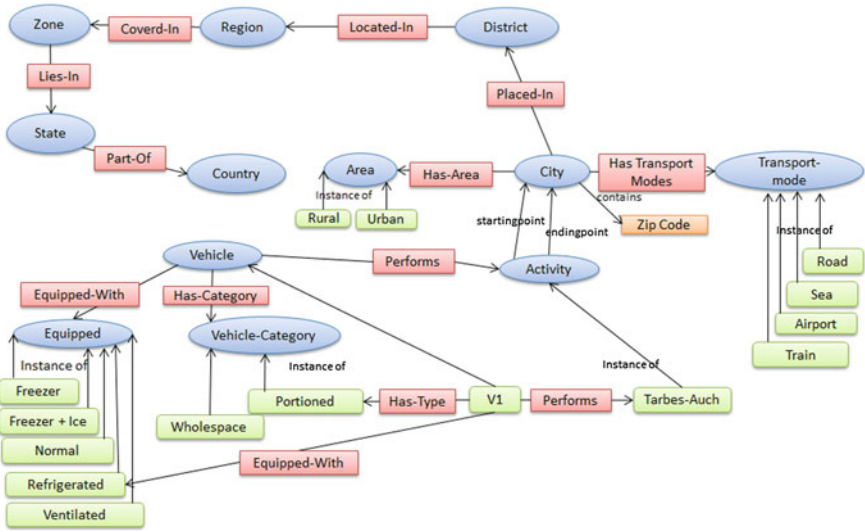 Zone
Coverd-In
Region
Located-In
District
Lies-In
Placed-In
State
Part-Of
Country
Area
Has-Area
City
Has Transport
Modes
Transport-
mode
Instance of
contains
Rural
Urban
startingpoint
Zip Code
endingpoint
Instance of
Vehicle
Performs
Activity
Road
Equipped-With
Has-Category
Sea
Equipped
Vehicle-Category
Airport
Instance of
Instance of
Instance of
Train
Freezer
Portioned
Has-Type
V1
Performs
Tarbes-Auch
Freezer + Ice
Wholespace
Normal
Equipped-With
Refrigerated
Ventilated